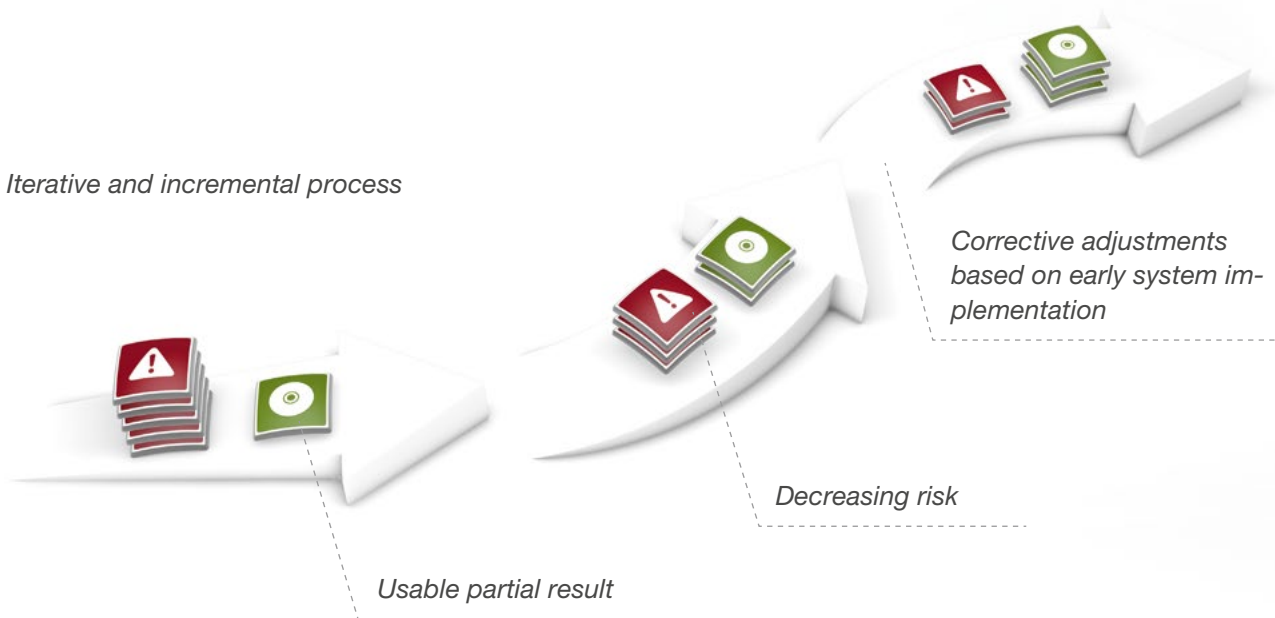 Iterative and incremental process
Corrective adjustments
based on early system im-
plementation
Decreasing risk
Usable partial result